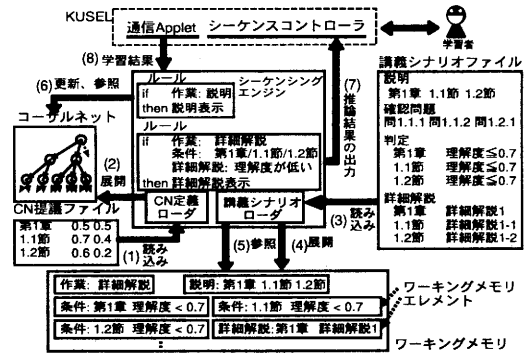 KUSEL
通信Applet シーケンスコントローラ
学習者
(8) 学習結果
(6) 更新、参照
コーザルネット
(2) 展開
CN提議ファイル
第1章 0.5 0.5
1.1節 0.7 0.4
1.2節 0.6 0.2
(1) 読み込み
ルール
if 作業: 説明
then 説明表示
シーケンシングエンジン
ルール
if 作業: 詳細解説
条件: 第1章/1.1節/1.2節
詳細解説: 理解度が低い
then 詳細解説表示
CN定義ローダ
講義シナリオローダ
(7) 推論結果の出力
(3) 読み込み
(5) 参照
(4) 展開
講義シナリオファイル
説明
第1章 1.1節 1.2節
確認問題
問1.1.1 問1.1.2 問1.2.1
判定
第1章 理解度≦0.7
1.1節 理解度≦0.7
1.2節 理解度≦0.7
詳細解説
第1章 詳細解説1
1.1節 詳細解説1-1
1.2節 詳細解説1-2
作業: 詳細解説
説明: 第1章 1.1節 1.2節
条件: 第1章 理解度 < 0.7
条件: 1.1節 理解度 < 0.7
条件: 1.2節 理解度 < 0.7
詳細解説: 第1章 詳細解説1
:
ワーキングメモリエレメント
ワーキングメモリ